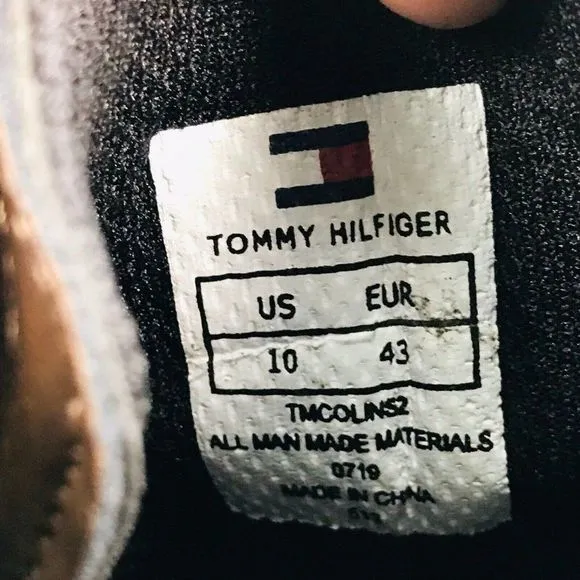 TOMMY HILFIGER
US EUR
10 43
TMCOLINS2
ALL MAN MADE MATERIALS
0719
MADE IN CHINA